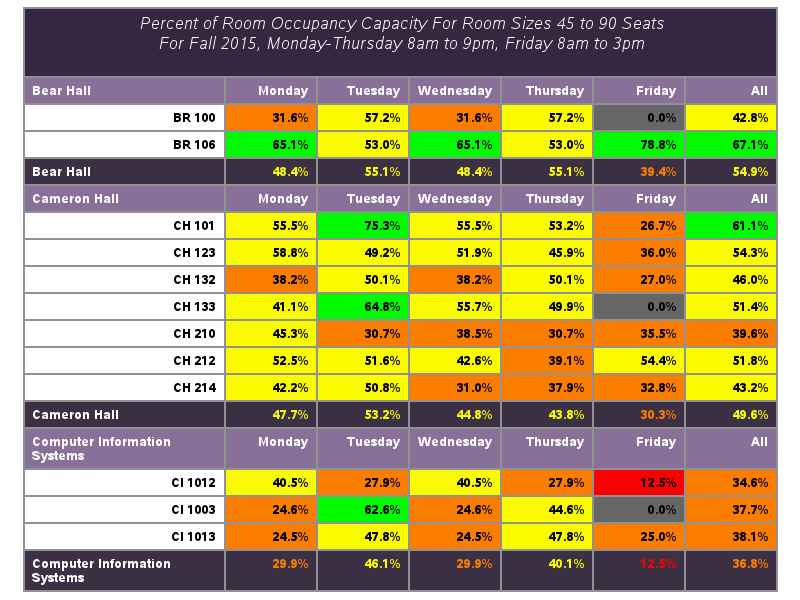 Percent of Room Occupancy Capacity For Room Sizes 45 to 90 Seats
For Fall 2015, Monday-Thursday 8am to 9pm, Friday 8am to 3pm
Bear Hall Monday Tuesday Wednesday Thursday Friday All
BR 100 31.6% 57.2% 31.6% 57.2% 0.0% 42.8%
BR 106 65.1% 53.0% 65.1% 53.0% 78.8% 67.1%
Bear Hall 48.4% 55.1% 48.4% 55.1% 39.4% 54.9%
Cameron Hall Monday Tuesday Wednesday Thursday Friday All
CH 101 55.5% 75.3% 55.5% 53.2% 26.7% 61.1%
CH 123 58.8% 49.2% 51.9% 45.9% 36.0% 54.3%
CH 132 38.2% 50.1% 38.2% 50.1% 27.0% 46.0%
CH 133 41.1% 64.8% 55.7% 49.9% 0.0% 51.4%
CH 210 45.3% 30.7% 38.5% 30.7% 35.5% 39.6%
CH 212 52.5% 51.6% 42.6% 39.1% 54.4% 51.8%
CH 214 42.2% 50.8% 31.0% 37.9% 32.8% 43.2%
Cameron Hall 47.7% 53.2% 44.8% 43.8% 30.3% 49.6%
Computer Information Monday Tuesday Wednesday Thursday Friday All
Systems
CI 1012 40.5% 27.9% 40.5% 27.9% 12.5% 34.6%
CI 1003 24.6% 62.6% 24.6% 44.6% 0.0% 37.7%
CI 1013 24.5% 47.8% 24.5% 47.8% 25.0% 38.1%
Computer Information 29.9% 46.1% 29.9% 40.1% 12.5% 36.8%
Systems